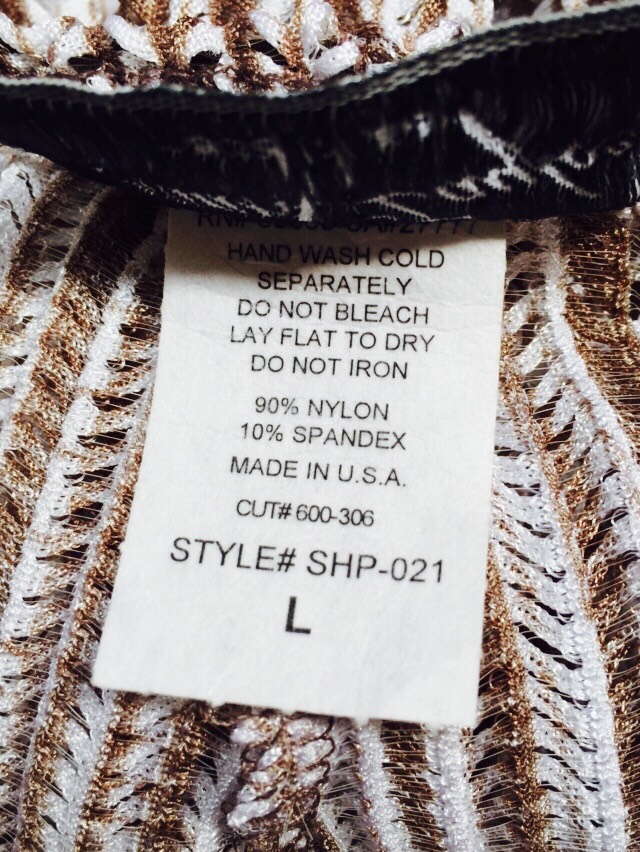 HAND WASH COLD
SEPARATELY
DO NOT BLEACH
LAY FLAT TO DRY
DO NOT IRON
90% NYLON
10% SPANDEX
MADE IN U.S.A.
CUT# 600-306
STYLE# SHP-021
L